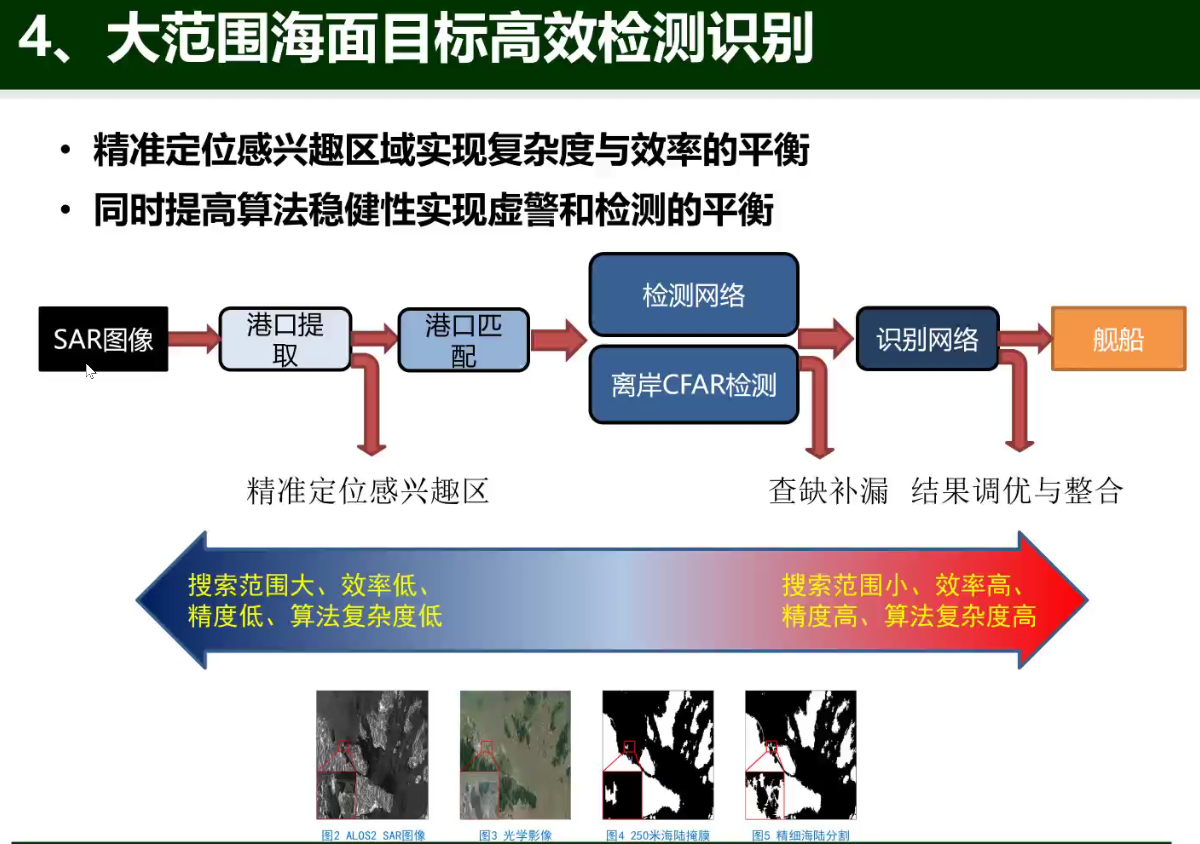 4、大范围海面目标高效检测识别
• 精准定位感兴趣区域实现复杂度与效率的平衡
• 同时提高算法稳健性实现虚警和检测的平衡
SAR图像
港口提
取
港口匹
配
检测网络
离岸CFAR检测
识别网络
舰船
精准定位感兴趣区
查缺补漏
结果调优与整合
搜索范围大、效率低、
精度低、算法复杂度低
搜索范围小、效率高、
精度高、算法复杂度高
图2 ALOS2 SAR图像
图3 光学影像
图4 250米海陆掩膜
图5 精细海陆分割